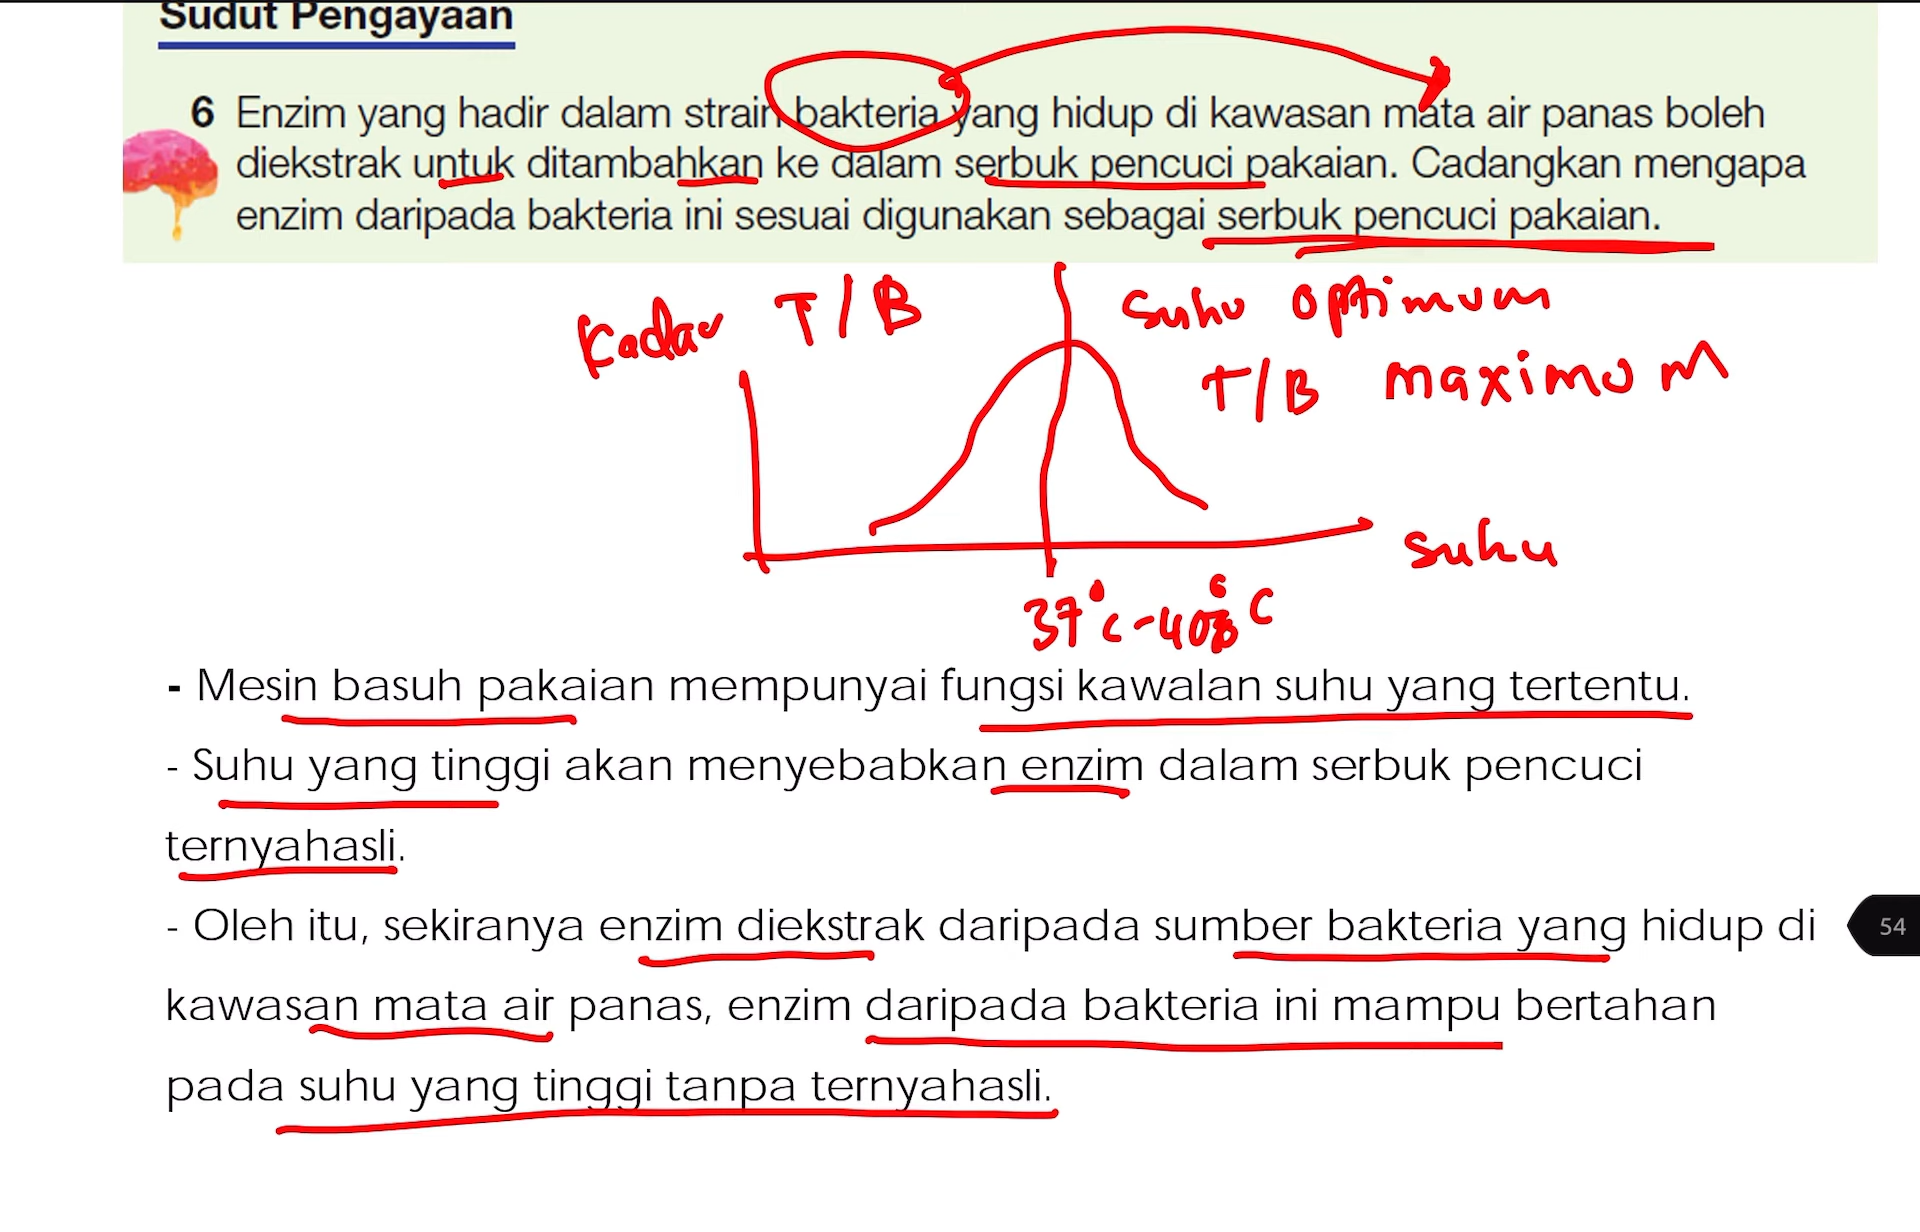 Sudut Pengayaan
6 Enzim yang hadir dalam strain bakteria yang hidup di kawasan mata air panas boleh
diekstrak untuk ditambahkan ke dalam serbuk pencuci pakaian. Cadangkan mengapa
enzim daripada bakteria ini sesuai digunakan sebagai serbuk pencuci pakaian.
Kadar T/B
Suhu optimum
T/B maximum
suhu
37°C-40°C
- Mesin basuh pakaian mempunyai fungsi kawalan suhu yang tertentu.
- Suhu yang tinggi akan menyebabkan enzim dalam serbuk pencuci
ternyahasli.
- Oleh itu, sekiranya enzim diekstrak daripada sumber bakteria yang hidup di
kawasan mata air panas, enzim daripada bakteria ini mampu bertahan
pada suhu yang tinggi tanpa ternyahasli.
54